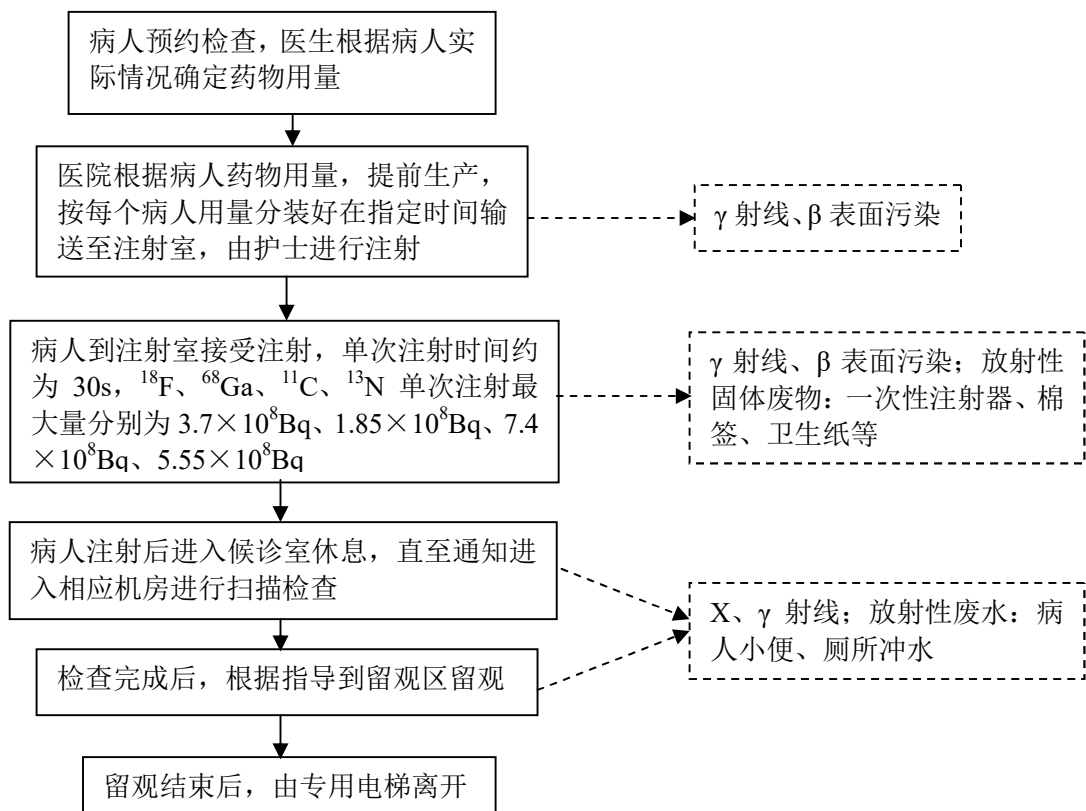 病人预约检查，医生根据病人实
际情况确定药物用量
医院根据病人药物用量，提前生产，
按每个病人用量分装好在指定时间输
送至注射室，由护士进行注射
γ 射线、β 表面污染
病人到注射室接受注射，单次注射时间约
为 30s，¹⁸F、⁶⁸Ga、¹¹C、¹³N 单次注射最
大量分别为 3.7×10⁸Bq、1.85×10⁸Bq、7.4
×10⁸Bq、5.55×10⁸Bq
γ 射线、β 表面污染；放射性
固体废物：一次性注射器、棉
签、卫生纸等
病人注射后进入候诊室休息，直至通知进
入相应机房进行扫描检查
X、γ 射线；放射性废水：病
人小便、厕所冲水
检查完成后，根据指导到留观区留观
留观结束后，由专用电梯离开